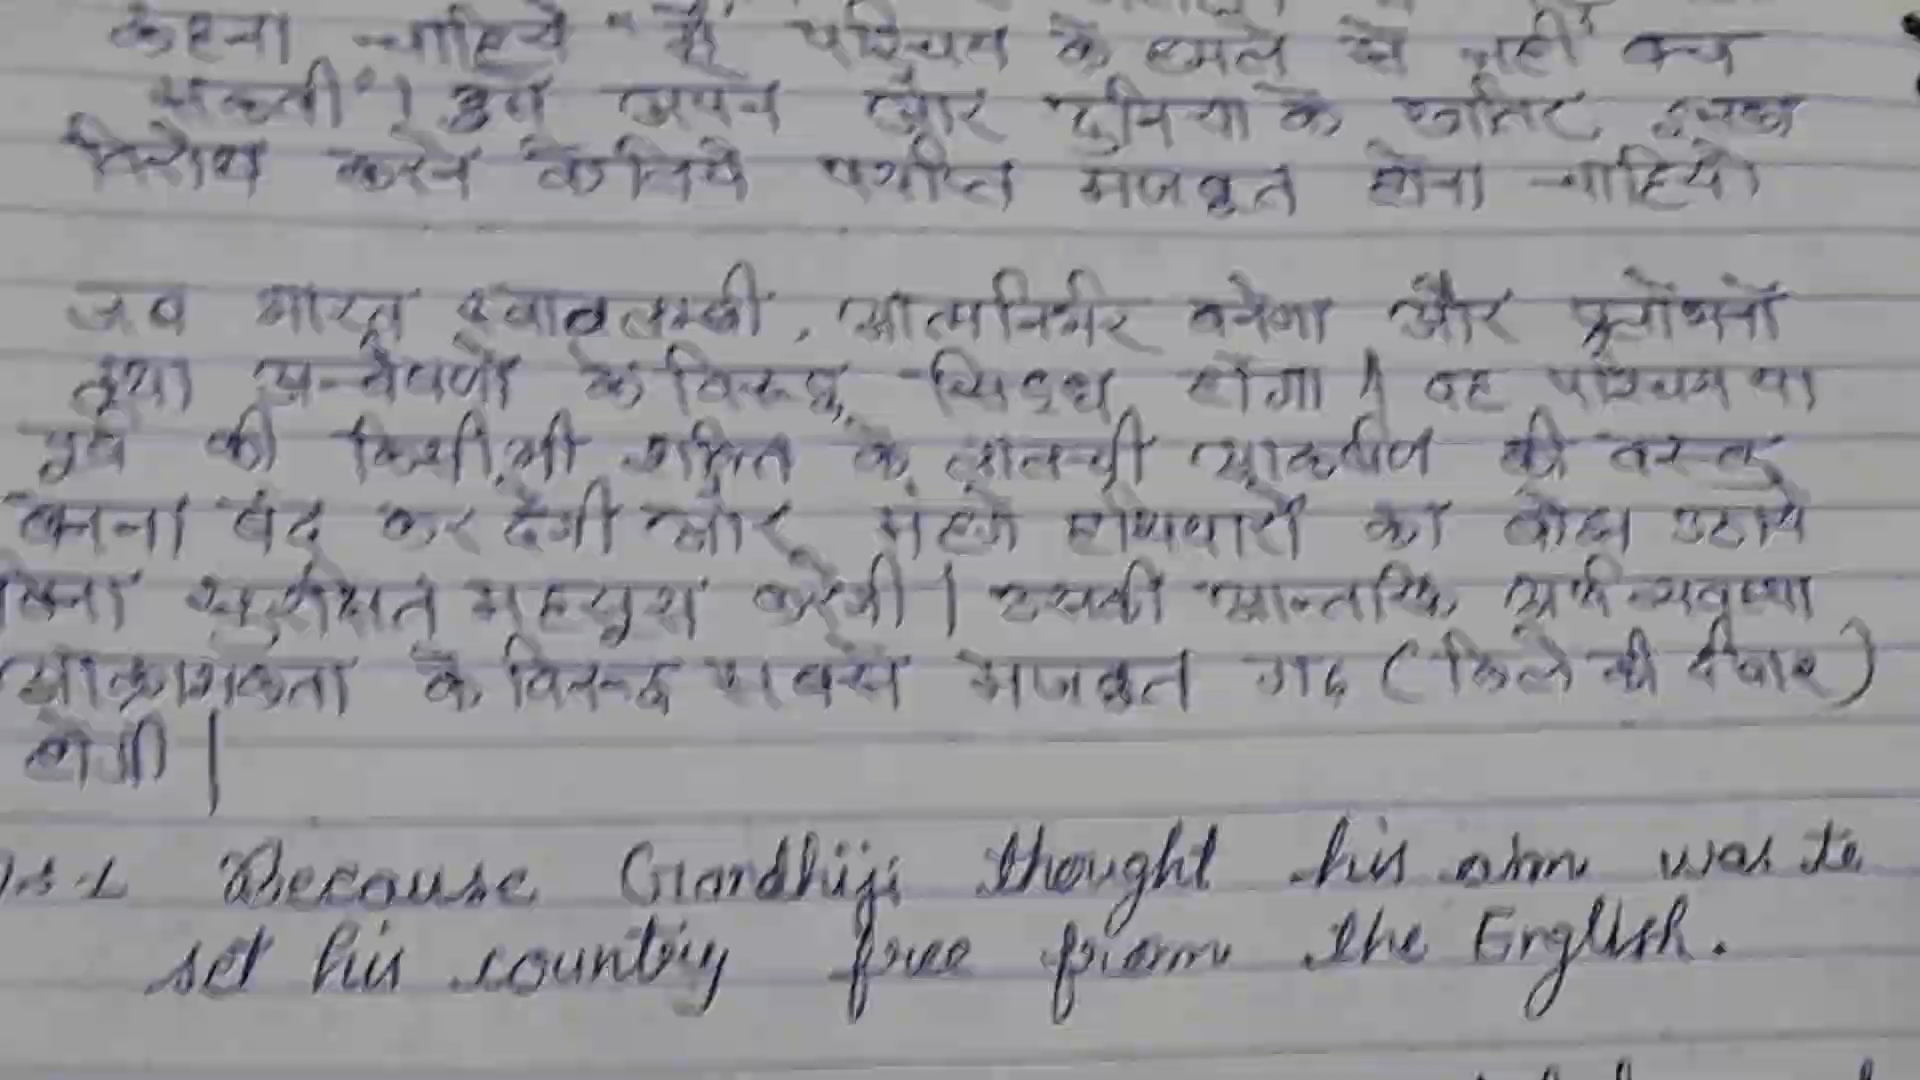 कहना चाहिये "मैं पश्चिम के हमले से नहीं बच
सकती"। उसे अपने और दुनिया के खातिर इसका
विरोध करने के लिये पर्याप्त मजबूत होना चाहिये।
जब भारत स्वावलम्बी, आत्मनिर्भर बनेगा और प्रलोभनों
तथा के विरूद्ध सिद्ध होगा। वह पश्चिम या
पूर्व की किसी भी शक्ति के लालची आकर्षण की वस्तु
बनना बंद कर देगी और मंहगे हथियारों का बोझ उठाये
बिना सुरक्षित महसूस करेगी। उसकी आन्तरिक अर्थव्यवस्था
आक्रामकता के विरूद्ध सबसे मजबूत गढ (किले की दीवार)
होगी|
Because Gandhiji thought his aim was to
set his country free from the English.